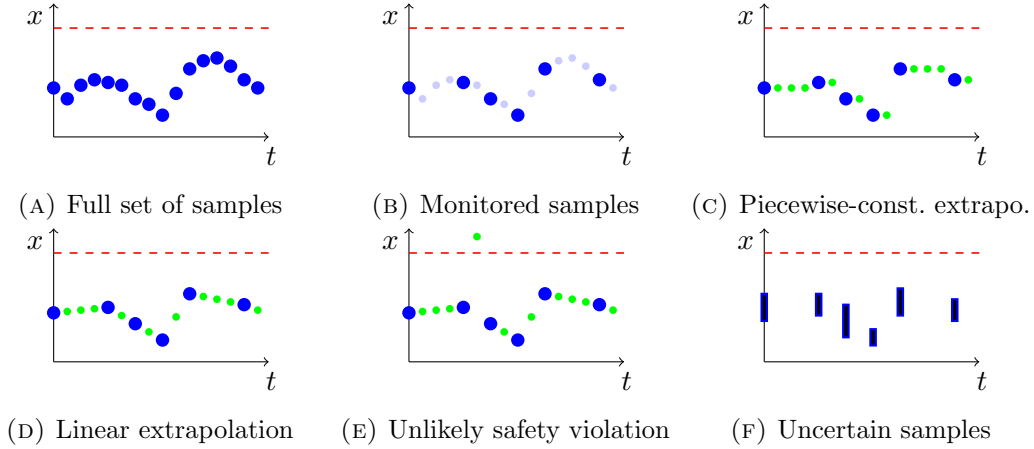 x
x
x
t
t
t
(A) Full set of samples
(B) Monitored samples
(C) Piecewise-const. extrapo.
x
x
x
t
t
t
(D) Linear extrapolation
(E) Unlikely safety violation
(F) Uncertain samples